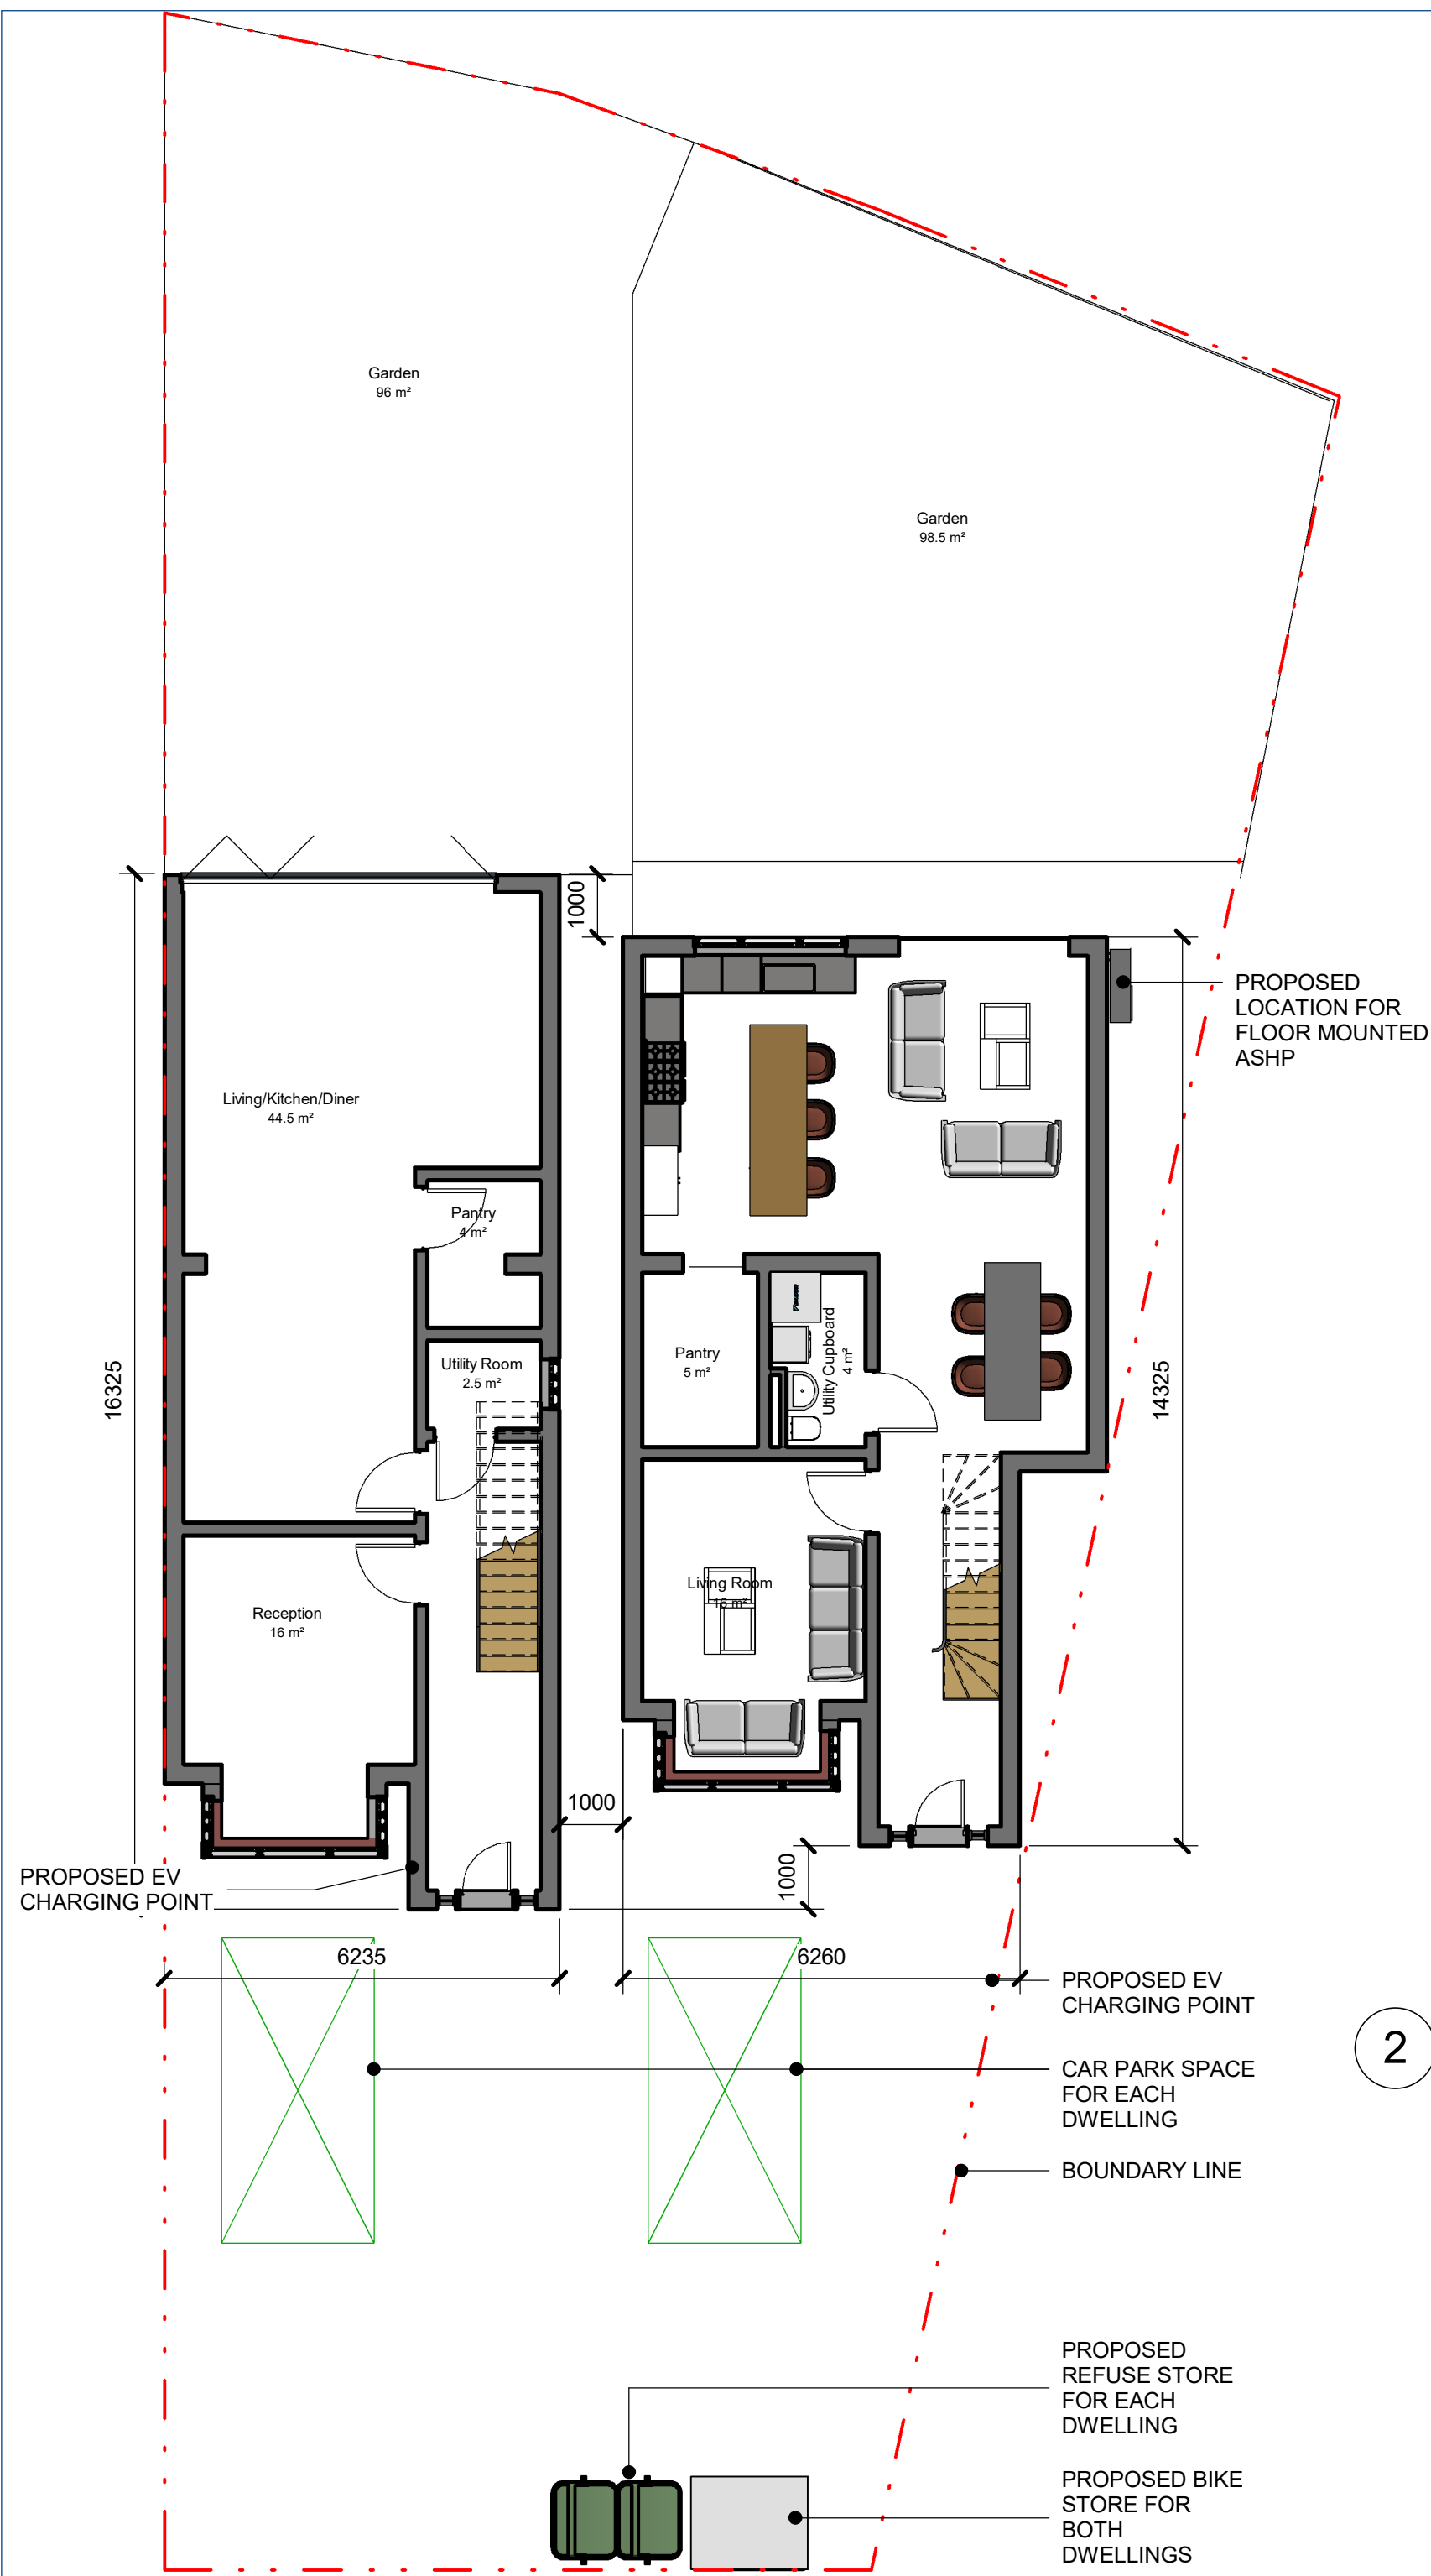 Garden
96 m²
Garden
98.5 m²
1000
PROPOSED
LOCATION FOR
FLOOR MOUNTED
ASHP
Living/Kitchen/Diner
44.5 m²
Pantry
4 m²
16325
Utility Room
2.5 m²
Pantry
5 m²
Utility Cupboard
4 m²
14325
Living Room
16 m²
Reception
16 m²
1000
1000
PROPOSED EV
CHARGING POINT
6235
6260
PROPOSED EV
CHARGING POINT
2
CAR PARK SPACE
FOR EACH
DWELLING
BOUNDARY LINE
PROPOSED
REFUSE STORE
FOR EACH
DWELLING
PROPOSED BIKE
STORE FOR
BOTH
DWELLINGS